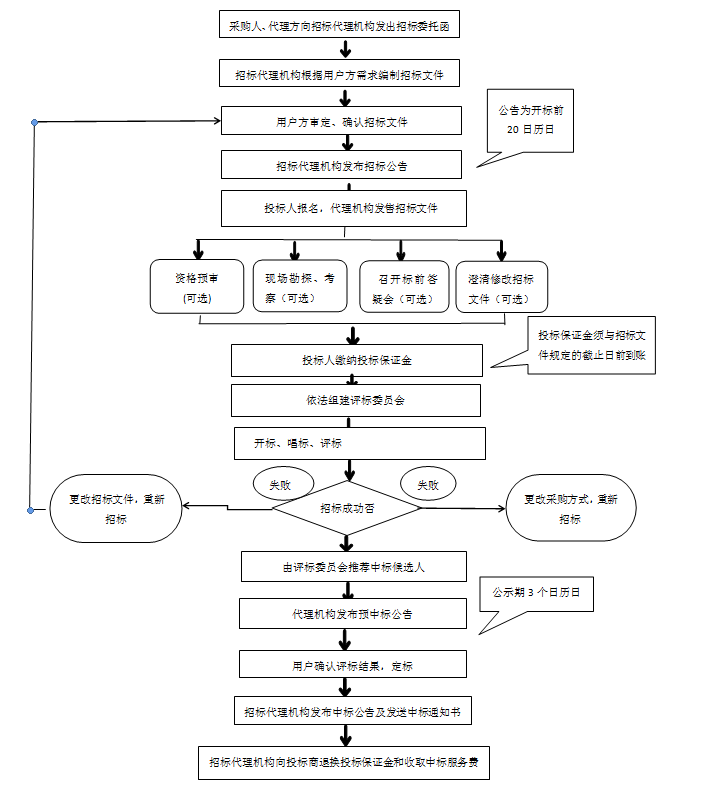 采购人、代理方向招标代理机构发出招标委托函
招标代理机构根据用户方需求编制招标文件
公告为开标前
20 日历日
用户方审定、确认招标文件
招标代理机构发布招标公告
投标人报名，代理机构发售招标文件
资格预审
(可选)
现场勘探、考
察（可选）
召开标前答
疑会（可选）
澄清修改招标
文件（可选）
投标保证金须与招标文
件规定的截止日前到账
投标人缴纳投标保证金
依法组建评标委员会
开标、唱标、评标
失败
失败
更改招标文件，重新
招标
招标成功否
更改采购方式，重新
招标
由评标委员会推荐中标候选人
公示期 3 个日历日
代理机构发布预中标公告
用户确认评标结果，定标
招标代理机构发布中标公告及发送中标通知书
招标代理机构向投标商退换投标保证金和收取中标服务费